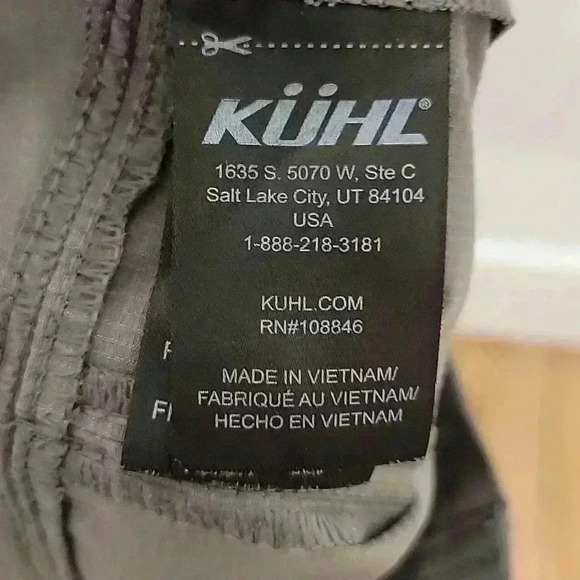 KÜHL®
1635 S. 5070 W, Ste C
Salt Lake City, UT 84104
USA
1-888-218-3181
KUHL.COM
RN#108846
MADE IN VIETNAM/
FABRIQUÉ AU VIETNAM/
HECHO EN VIETNAM